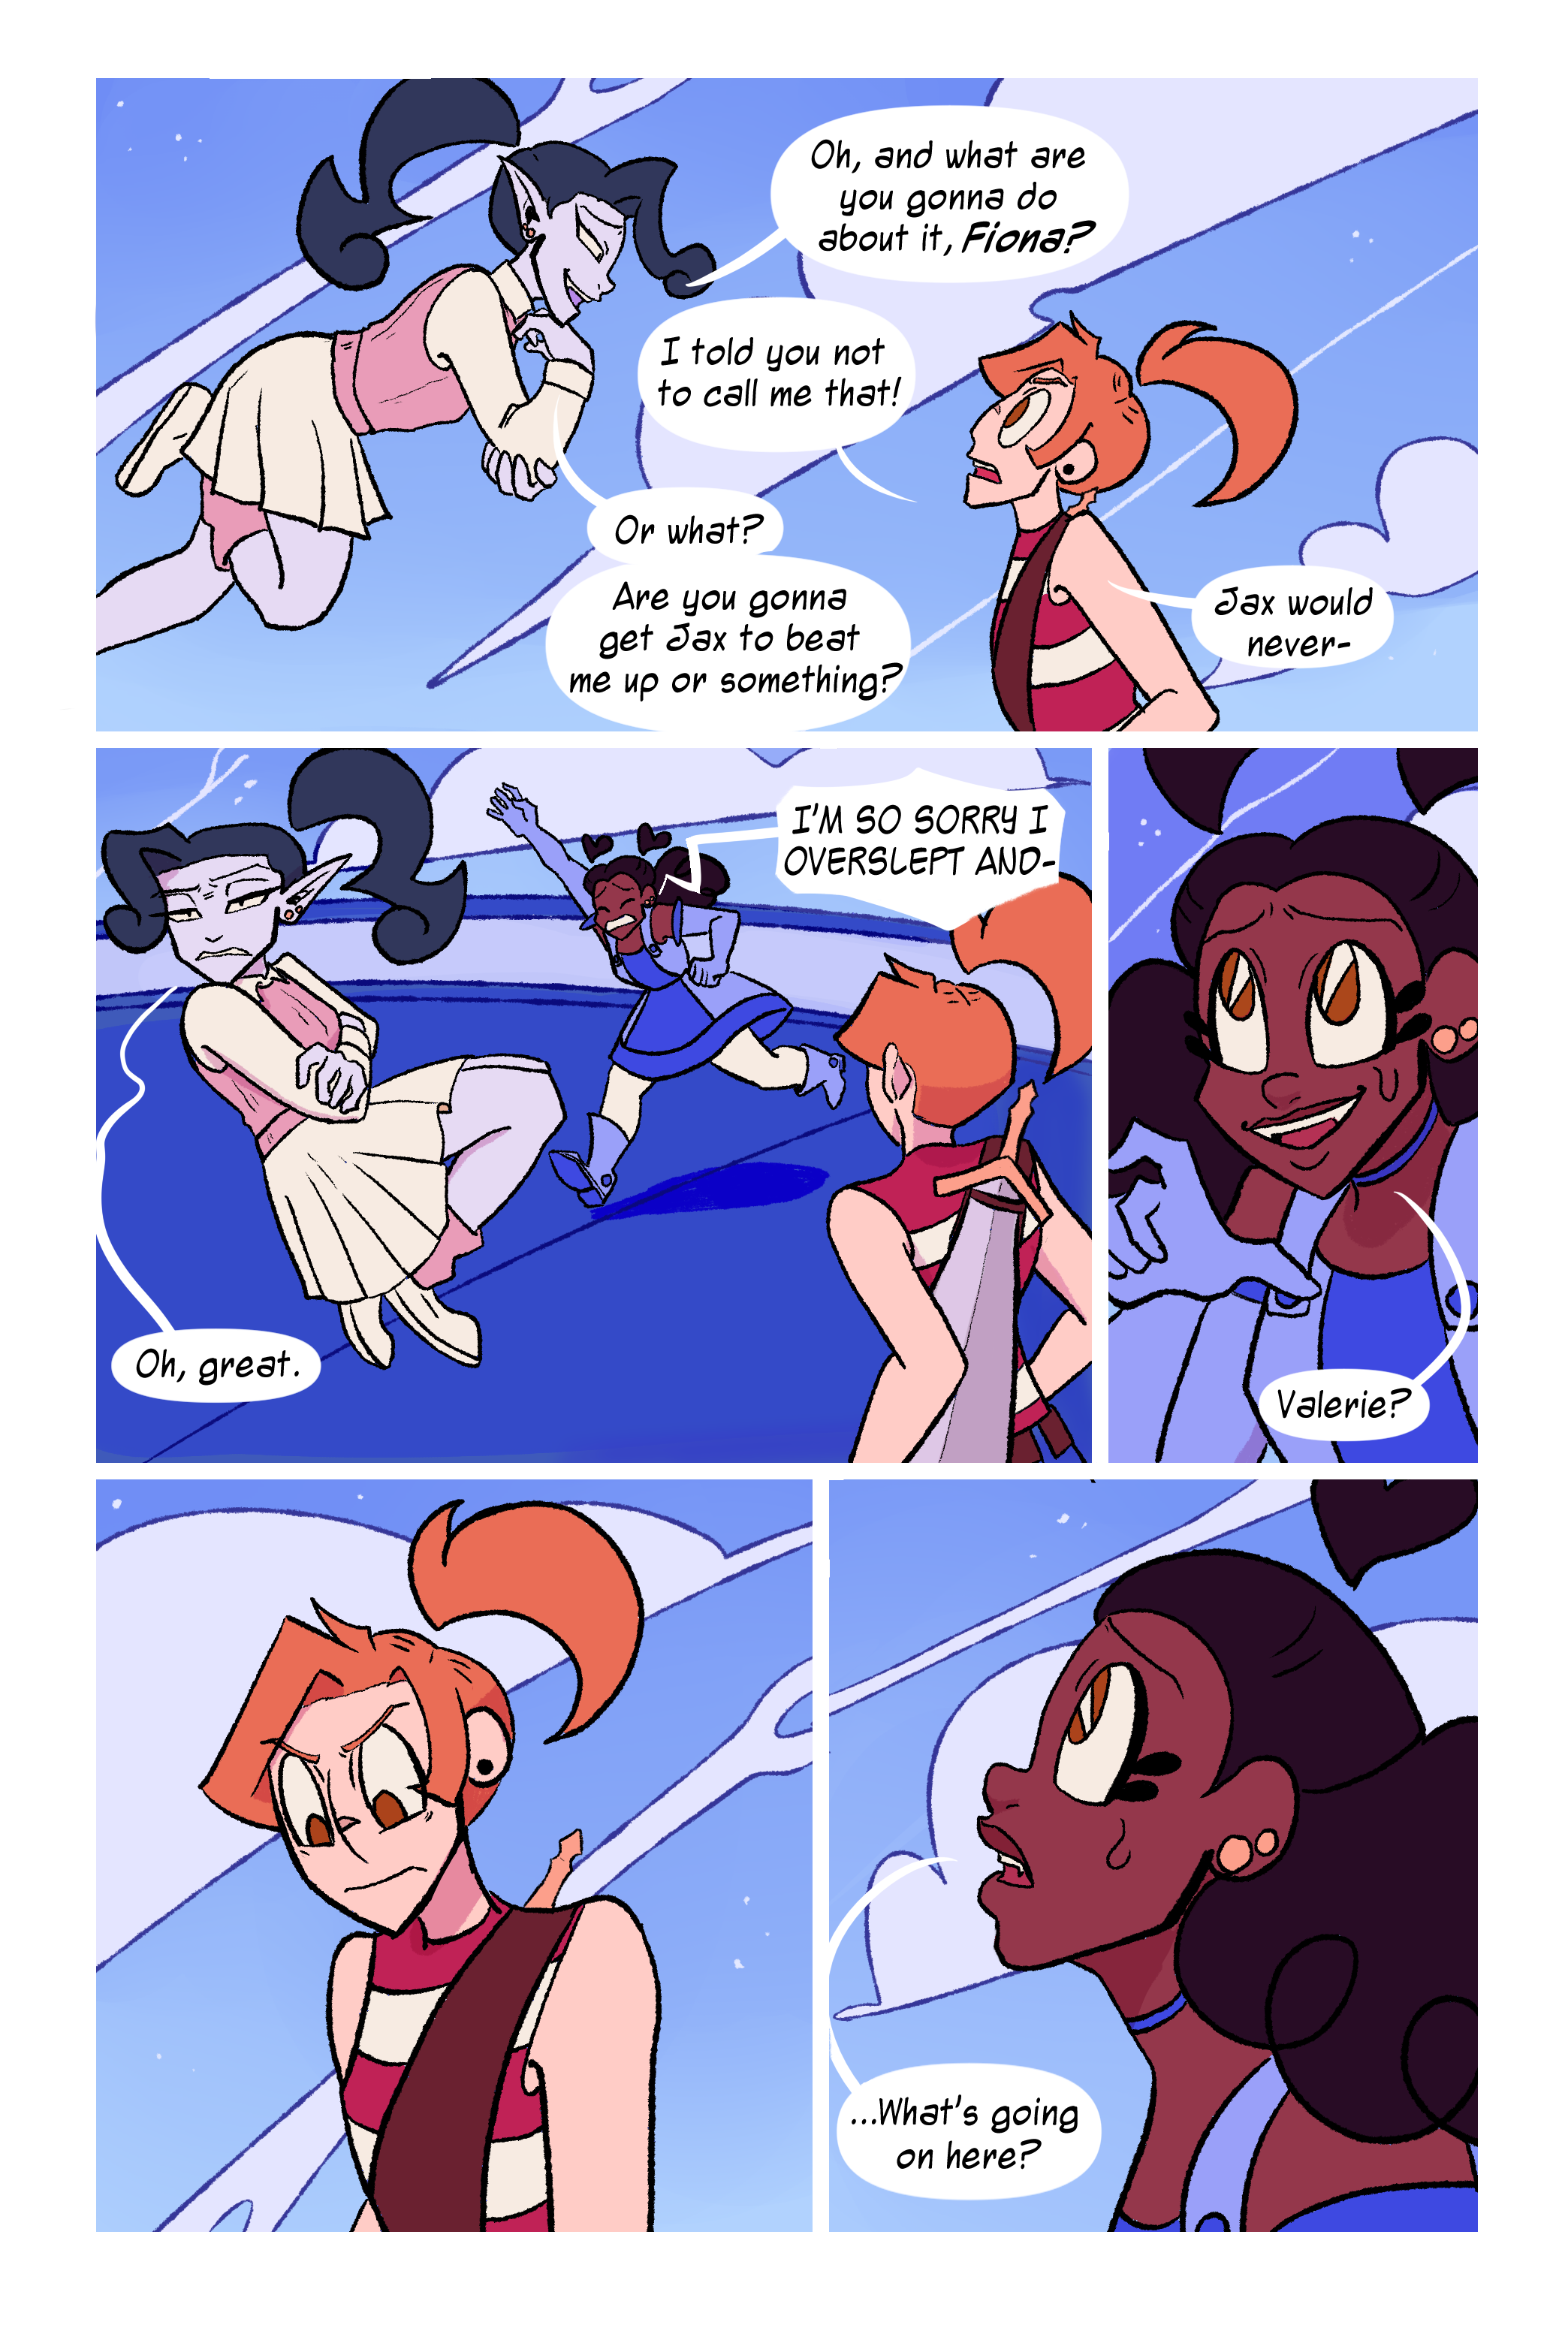 Oh, and what are
you gonna do
about it, Fiona?
I told you not
to call me that!
Or what?
Are you gonna
get Jax to beat
me up or something?
Jax would
never-
I'M SO SORRY I
OVERSLEPT AND-
Oh, great.
Valerie?
...What's going
on here?